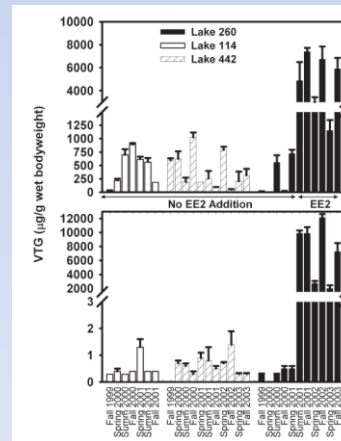 10000
8000
6000
4000
1250
1000
750
500
250
0
Lake 260
Lake 114
Lake 442
No EE2 Addition
EE2
VTG (µg/g wet bodyweight)
12000
10000
8000
6000
4000
2000
3
2
1
0
Fall 1999
Spring 2000
Summ 2000
Fall 2000
Spring 2001
Summ 2001
Fall 2001
Fall 1999
Spring 2000
Summ 2000
Fall 2000
Spring 2001
Summ 2001
Fall 2001
Spring 2002
Fall 2002
Spring 2003
Fall 2003
Fall 1999
Spring 2000
Summ 2000
Fall 2000
Spring 2001
Summ 2001
Fall 2001
Spring 2002
Fall 2002
Spring 2003
Fall 2003